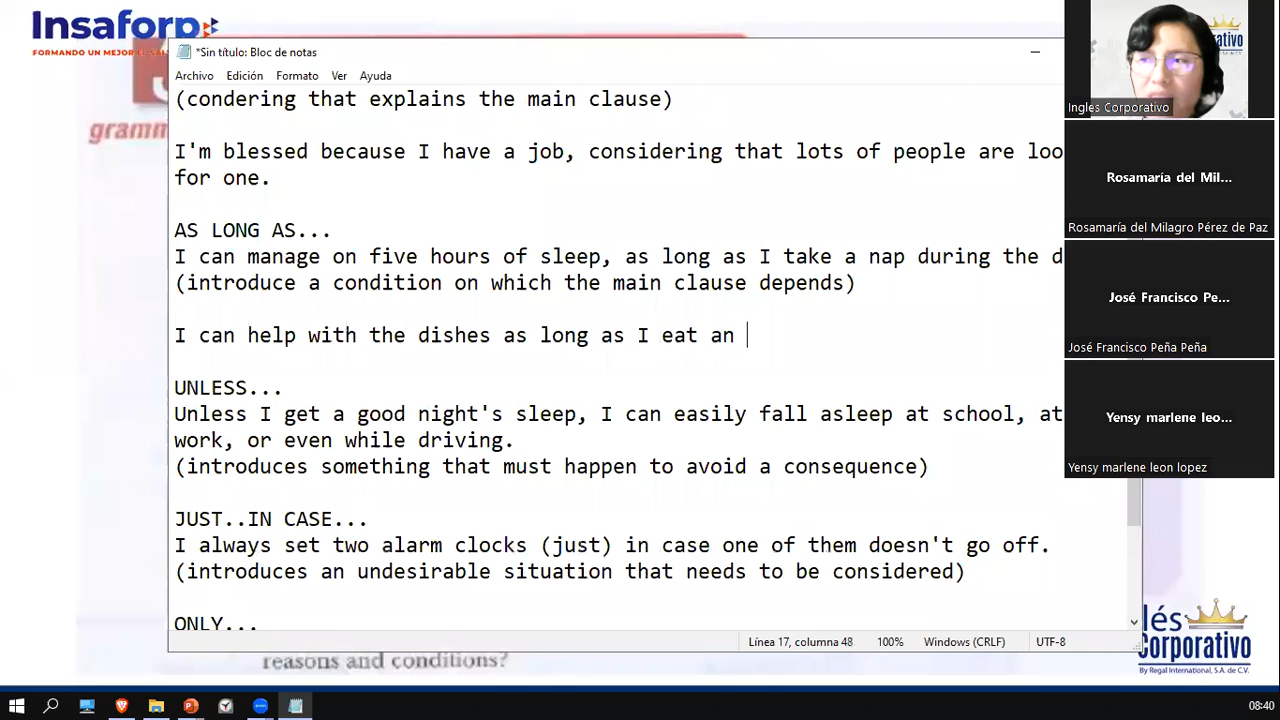 Insaforp
FORMANDO UN MEJOR EL SAL
gramm
*Sin título: Bloc de notas
Archivo Edición Formato Ver Ayuda
(condering that explains the main clause)
I'm blessed because I have a job, considering that lots of people are loo
for one.
AS LONG AS...
I can manage on five hours of sleep, as long as I take a nap during the d
(introduce a condition on which the main clause depends)
I can help with the dishes as long as I eat an
UNLESS...
Unless I get a good night's sleep, I can easily fall asleep at school, at
work, or even while driving.
(introduces something that must happen to avoid a consequence)
JUST..IN CASE...
I always set two alarm clocks (just) in case one of them doesn't go off.
(introduces an undesirable situation that needs to be considered)
ONLY...
Línea 17, columna 48 100% Windows (CRLF) UTF-8
reasons and conditions?
orativo
Ingles Corporativo
Rosamaría del Mil...
Rosamaría del Milagro Pérez de Paz
José Francisco Pe...
José Francisco Peña Peña
Yensy marlene leo...
Yensy marlene leon lopez
lés
Corporativo
By Regal International, S.A. de C.V.
08:40